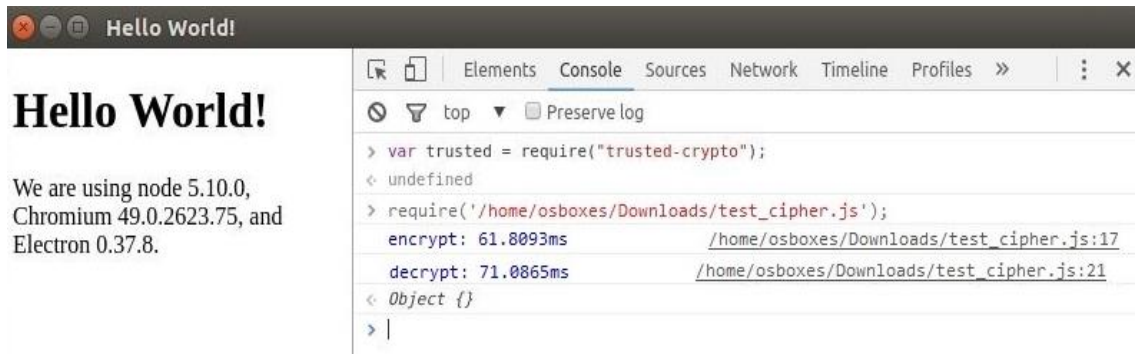 Hello World!
Hello World!
We are using node 5.10.0,
Chromium 49.0.2623.75, and
Electron 0.37.8.
Elements Console Sources Network Timeline Profiles »
top ▼ Preserve log
> var trusted = require("trusted-crypto");
< undefined
> require('/home/osboxes/Downloads/test_cipher.js');
encrypt: 61.8093ms /home/osboxes/Downloads/test_cipher.js:17
decrypt: 71.0865ms /home/osboxes/Downloads/test_cipher.js:21
< Object {}
>